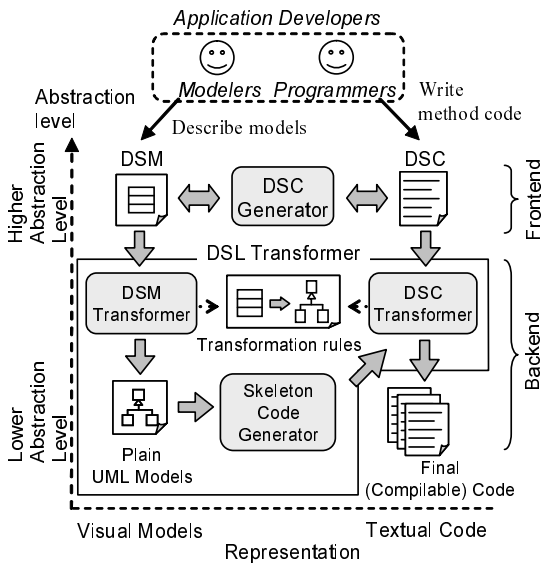 Application Developers
Modelers Programmers
Abstraction
level
Describe models
Write
method code
DSM
DSC
Higher
Abstraction
Level
DSC
Generator
Frontend
DSL Transformer
DSM
Transformer
Transformation rules
DSC
Transformer
Backend
Lower
Abstraction
Level
Skeleton
Code
Generator
Plain
UML Models
Final
(Compilable) Code
Visual Models
Textual Code
Representation